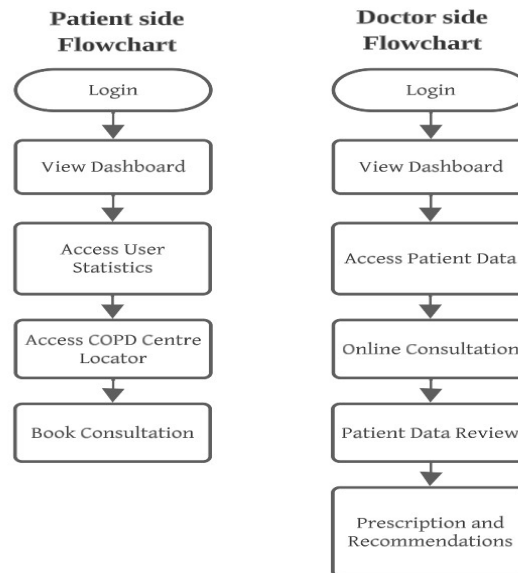 Patient side
Flowchart
Login
View Dashboard
Access User
Statistics
Access COPD Centre
Locator
Book Consultation
Doctor side
Flowchart
Login
View Dashboard
Access Patient Data
Online Consultation
Patient Data Review
Prescription and
Recommendations